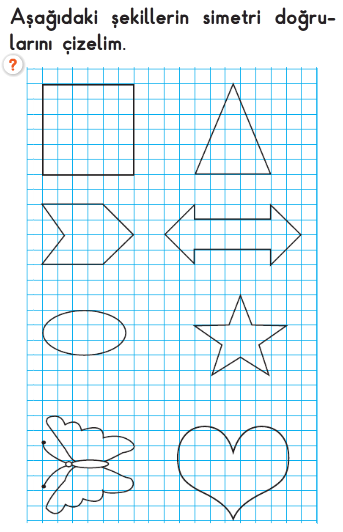 Aşağıdaki şekillerin simetri doğru-
larını çizelim.
?